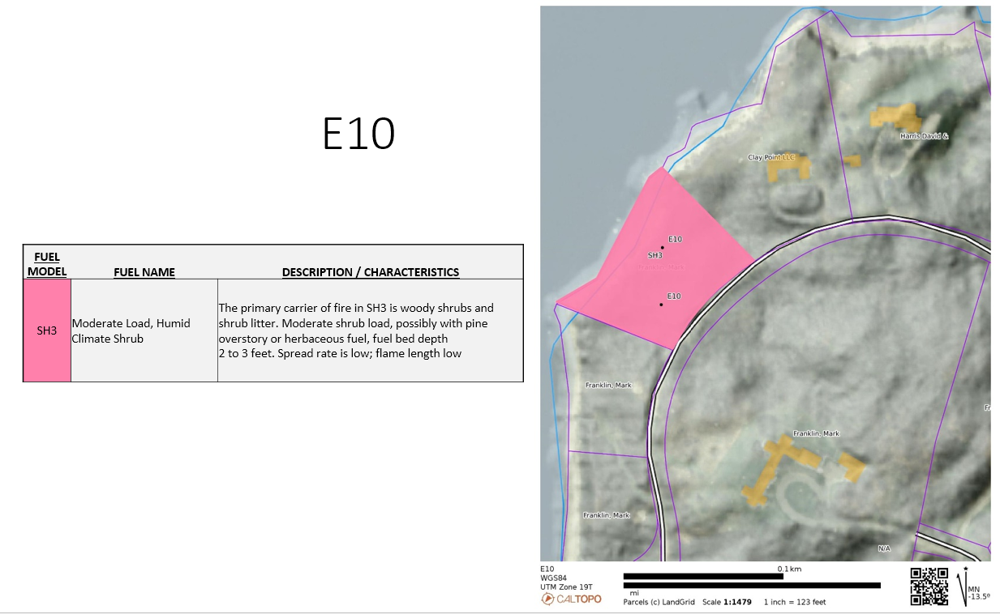 E10
FUEL
MODEL
FUEL NAME
DESCRIPTION / CHARACTERISTICS
SH3
Moderate Load, Humid
Climate Shrub
The primary carrier of fire in SH3 is woody shrubs and
shrub litter. Moderate shrub load, possibly with pine
overstory or herbaceous fuel, fuel bed depth
2 to 3 feet. Spread rate is low; flame length low
Harris David &
Clay Point LLC
E10
SH3
Franklin, Mark
E10
Franklin, Mark
Fr
Franklin, Mark
Franklin, Mark
N/A
E10
WGS84
UTM Zone 19T
CALTOPO
0.1 km
mi
Parcels (c) LandGrid Scale 1:1479 1 inch = 123 feet
MN
-13.5°